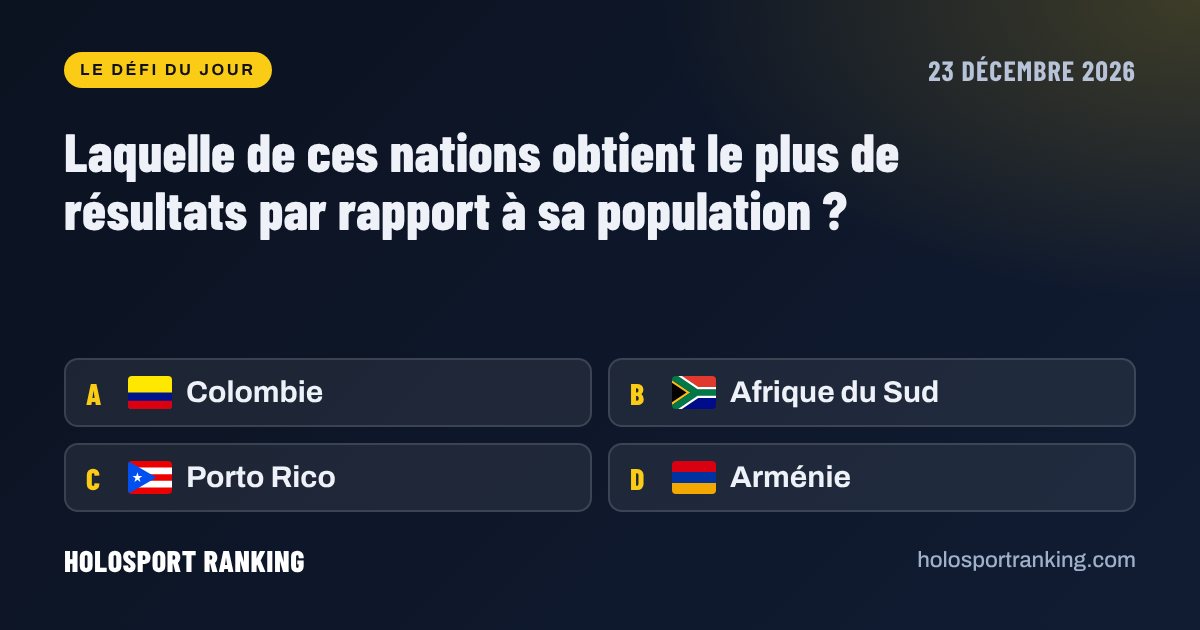 LE DÉFI DU JOUR
23 DÉCEMBRE 2026
Laquelle de ces nations obtient le plus de
résultats par rapport à sa population ?
A Colombie
B Afrique du Sud
C Porto Rico
D Arménie
HOLOSPORT RANKING
holosportranking.com